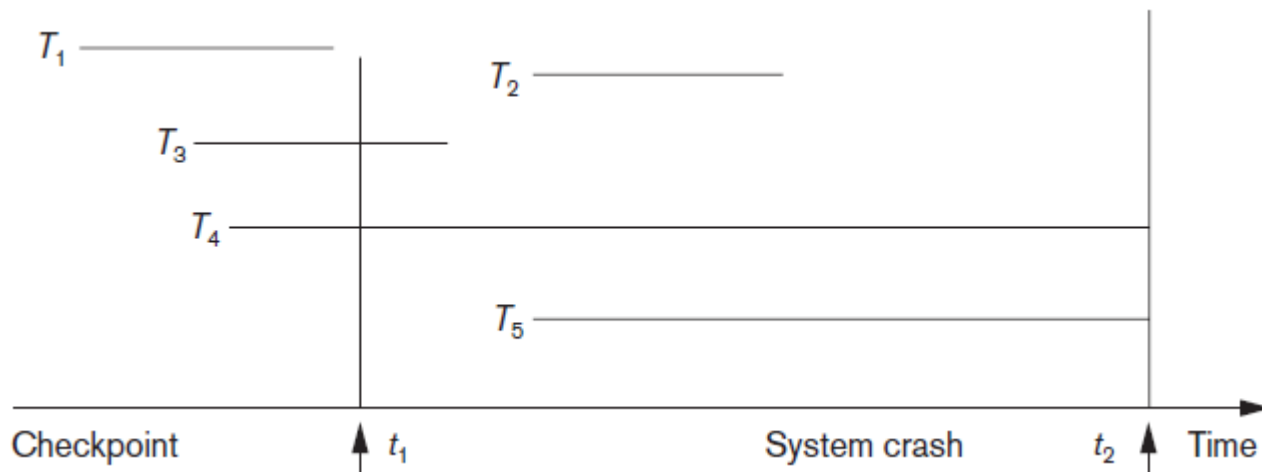 T₁
T₂
T₃
T₄
T₅
Checkpoint t₁ System crash t₂ Time